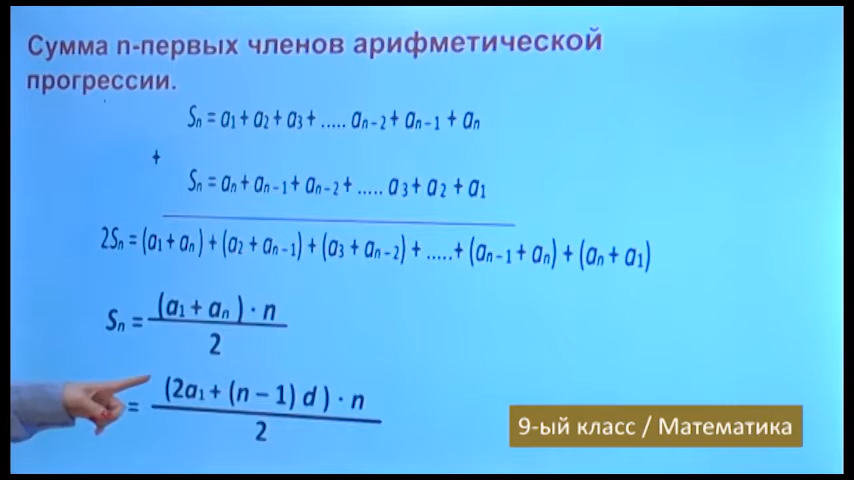 Сумма n-первых членов арифметической
прогрессии.
Sₙ = a₁ + a₂ + a₃ + ..... aₙ₋₂ + aₙ₋₁ + aₙ
+
Sₙ = aₙ + aₙ₋₁ + aₙ₋₂ + ..... a₃ + a₂ + a₁
2Sₙ = (a₁ + aₙ) + (a₂ + aₙ₋₁) + (a₃ + aₙ₋₂) + ..... + (aₙ₋₁ + aₙ) + (aₙ + a₁)
Sₙ = (a₁ + aₙ) · n / 2
= (2a₁ + (n − 1) d ) · n / 2
9-ый класс / Математика